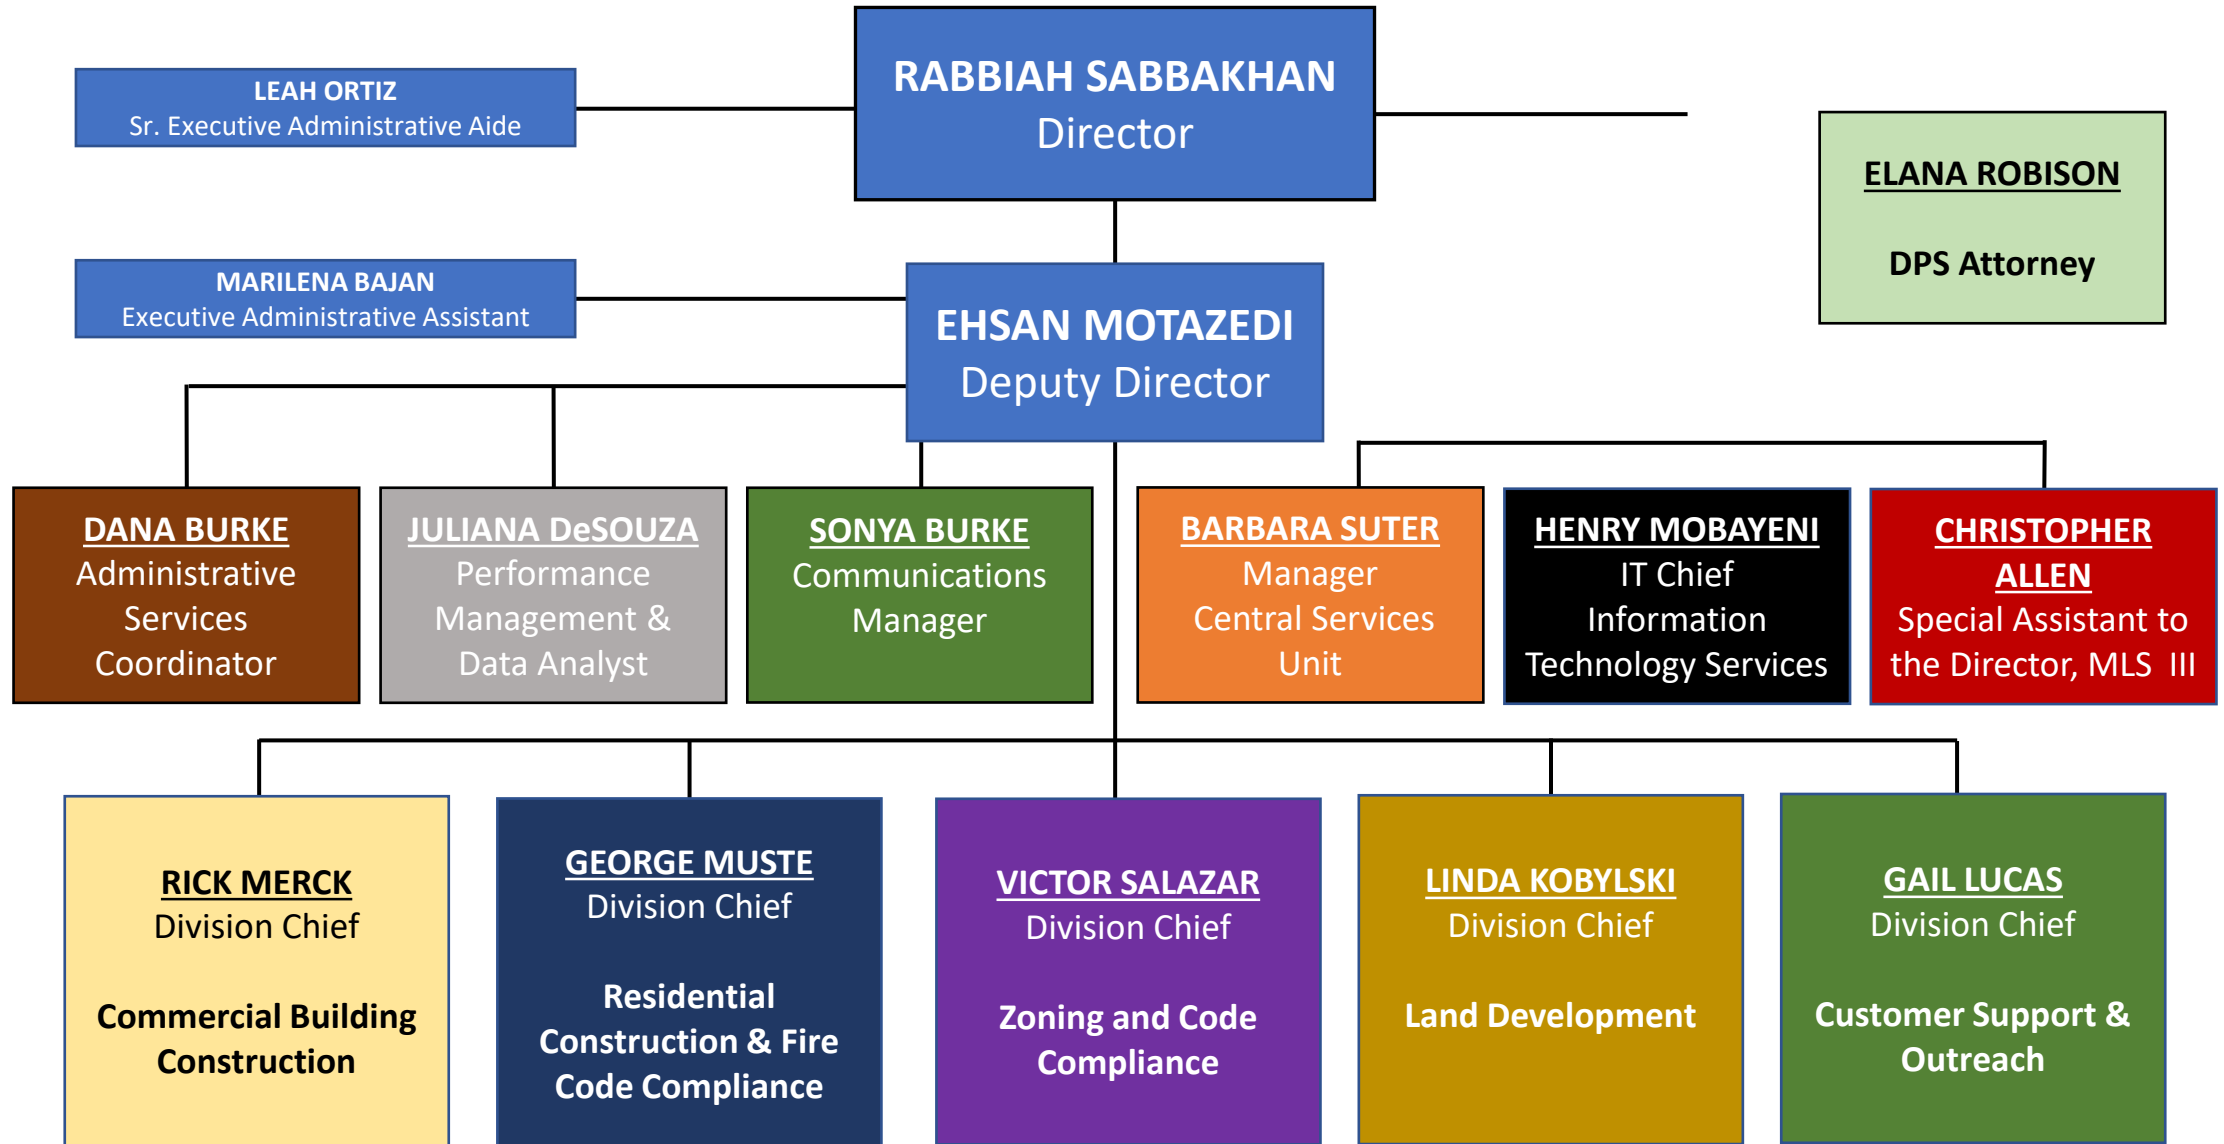 LEAH ORTIZ
Sr. Executive Administrative Aide
RABBIAH SABBAKHAN
Director
ELANA ROBISON
DPS Attorney
MARILENA BAJAN
Executive Administrative Assistant
EHSAN MOTAZEDI
Deputy Director
DANA BURKE
Administrative
Services
Coordinator
JULIANA DeSOUZA
Performance
Management &
Data Analyst
SONYA BURKE
Communications
Manager
BARBARA SUTER
Manager
Central Services
Unit
HENRY MOBAYENI
IT Chief
Information
Technology Services
CHRISTOPHER
ALLEN
Special Assistant to
the Director, MLS III
RICK MERCK
Division Chief
Commercial Building
Construction
GEORGE MUSTE
Division Chief
Residential
Construction & Fire
Code Compliance
VICTOR SALAZAR
Division Chief
Zoning and Code
Compliance
LINDA KOBYLSKI
Division Chief
Land Development
GAIL LUCAS
Division Chief
Customer Support &
Outreach